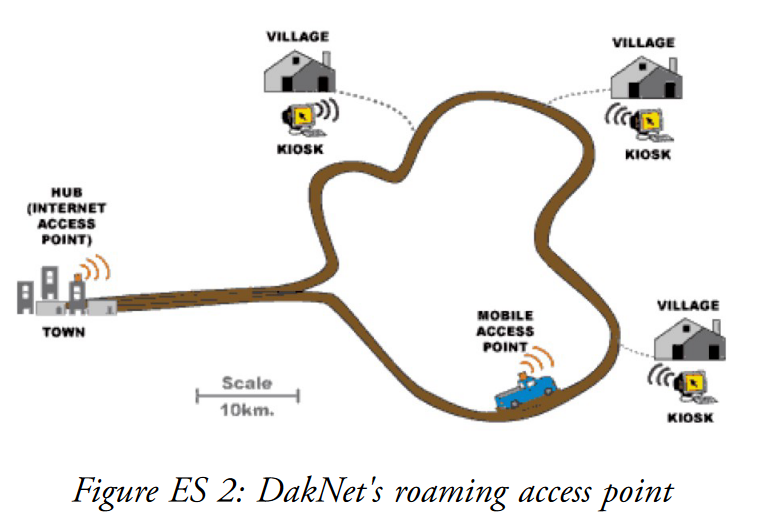 VILLAGE
KIOSK
VILLAGE
KIOSK
HUB
(INTERNET
ACCESS
POINT)
TOWN
MOBILE
ACCESS
POINT
VILLAGE
KIOSK
Scale
10km.
Figure ES 2: DakNet's roaming access point